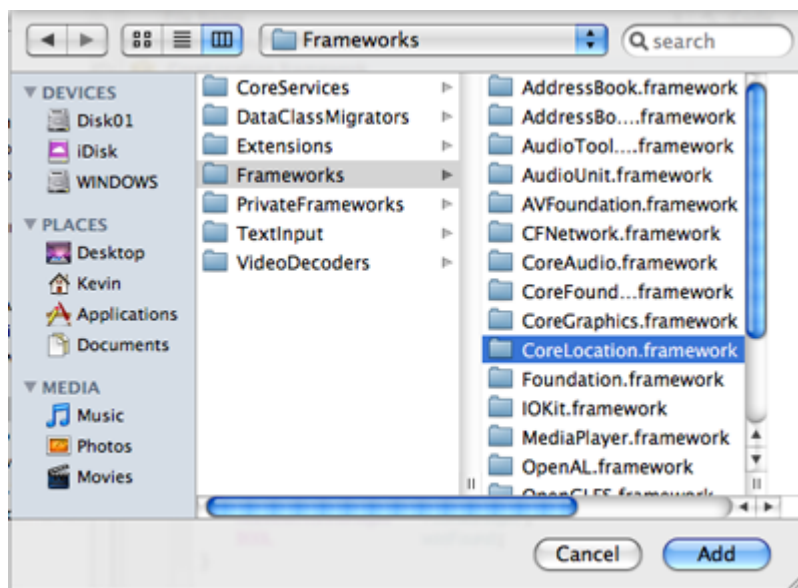 Frameworks
search
DEVICES
Disk01
iDisk
WINDOWS
PLACES
Desktop
Kevin
Applications
Documents
MEDIA
Music
Photos
Movies
CoreServices
DataClassMigrators
Extensions
Frameworks
PrivateFrameworks
TextInput
VideoDecoders
AddressBook.framework
AddressBo....framework
AudioTool....framework
AudioUnit.framework
AVFoundation.framework
CFNetwork.framework
CoreAudio.framework
CoreFound...framework
CoreGraphics.framework
CoreLocation.framework
Foundation.framework
IOKit.framework
MediaPlayer.framework
OpenAL.framework
OpenGLES.framework
Cancel
Add